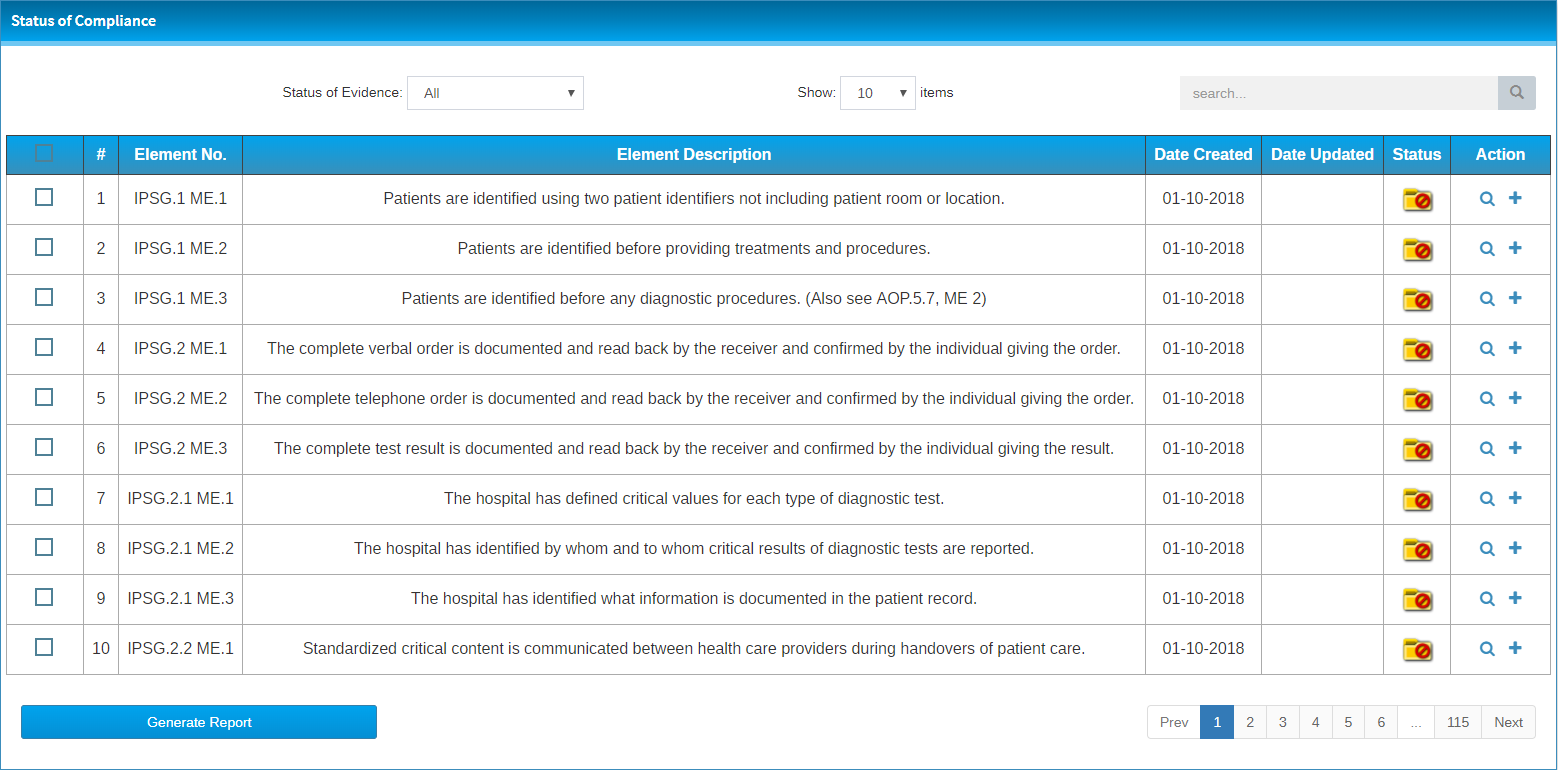 Status of Compliance
Status of Evidence: All Show: 10 items search...
# Element No. Element Description Date Created Date Updated Status Action
1 IPSG.1 ME.1 Patients are identified using two patient identifiers not including patient room or location. 01-10-2018
2 IPSG.1 ME.2 Patients are identified before providing treatments and procedures. 01-10-2018
3 IPSG.1 ME.3 Patients are identified before any diagnostic procedures. (Also see AOP.5.7, ME 2) 01-10-2018
4 IPSG.2 ME.1 The complete verbal order is documented and read back by the receiver and confirmed by the individual giving the order. 01-10-2018
5 IPSG.2 ME.2 The complete telephone order is documented and read back by the receiver and confirmed by the individual giving the order. 01-10-2018
6 IPSG.2 ME.3 The complete test result is documented and read back by the receiver and confirmed by the individual giving the result. 01-10-2018
7 IPSG.2.1 ME.1 The hospital has defined critical values for each type of diagnostic test. 01-10-2018
8 IPSG.2.1 ME.2 The hospital has identified by whom and to whom critical results of diagnostic tests are reported. 01-10-2018
9 IPSG.2.1 ME.3 The hospital has identified what information is documented in the patient record. 01-10-2018
10 IPSG.2.2 ME.1 Standardized critical content is communicated between health care providers during handovers of patient care. 01-10-2018
Generate Report Prev 1 2 3 4 5 6 ... 115 Next